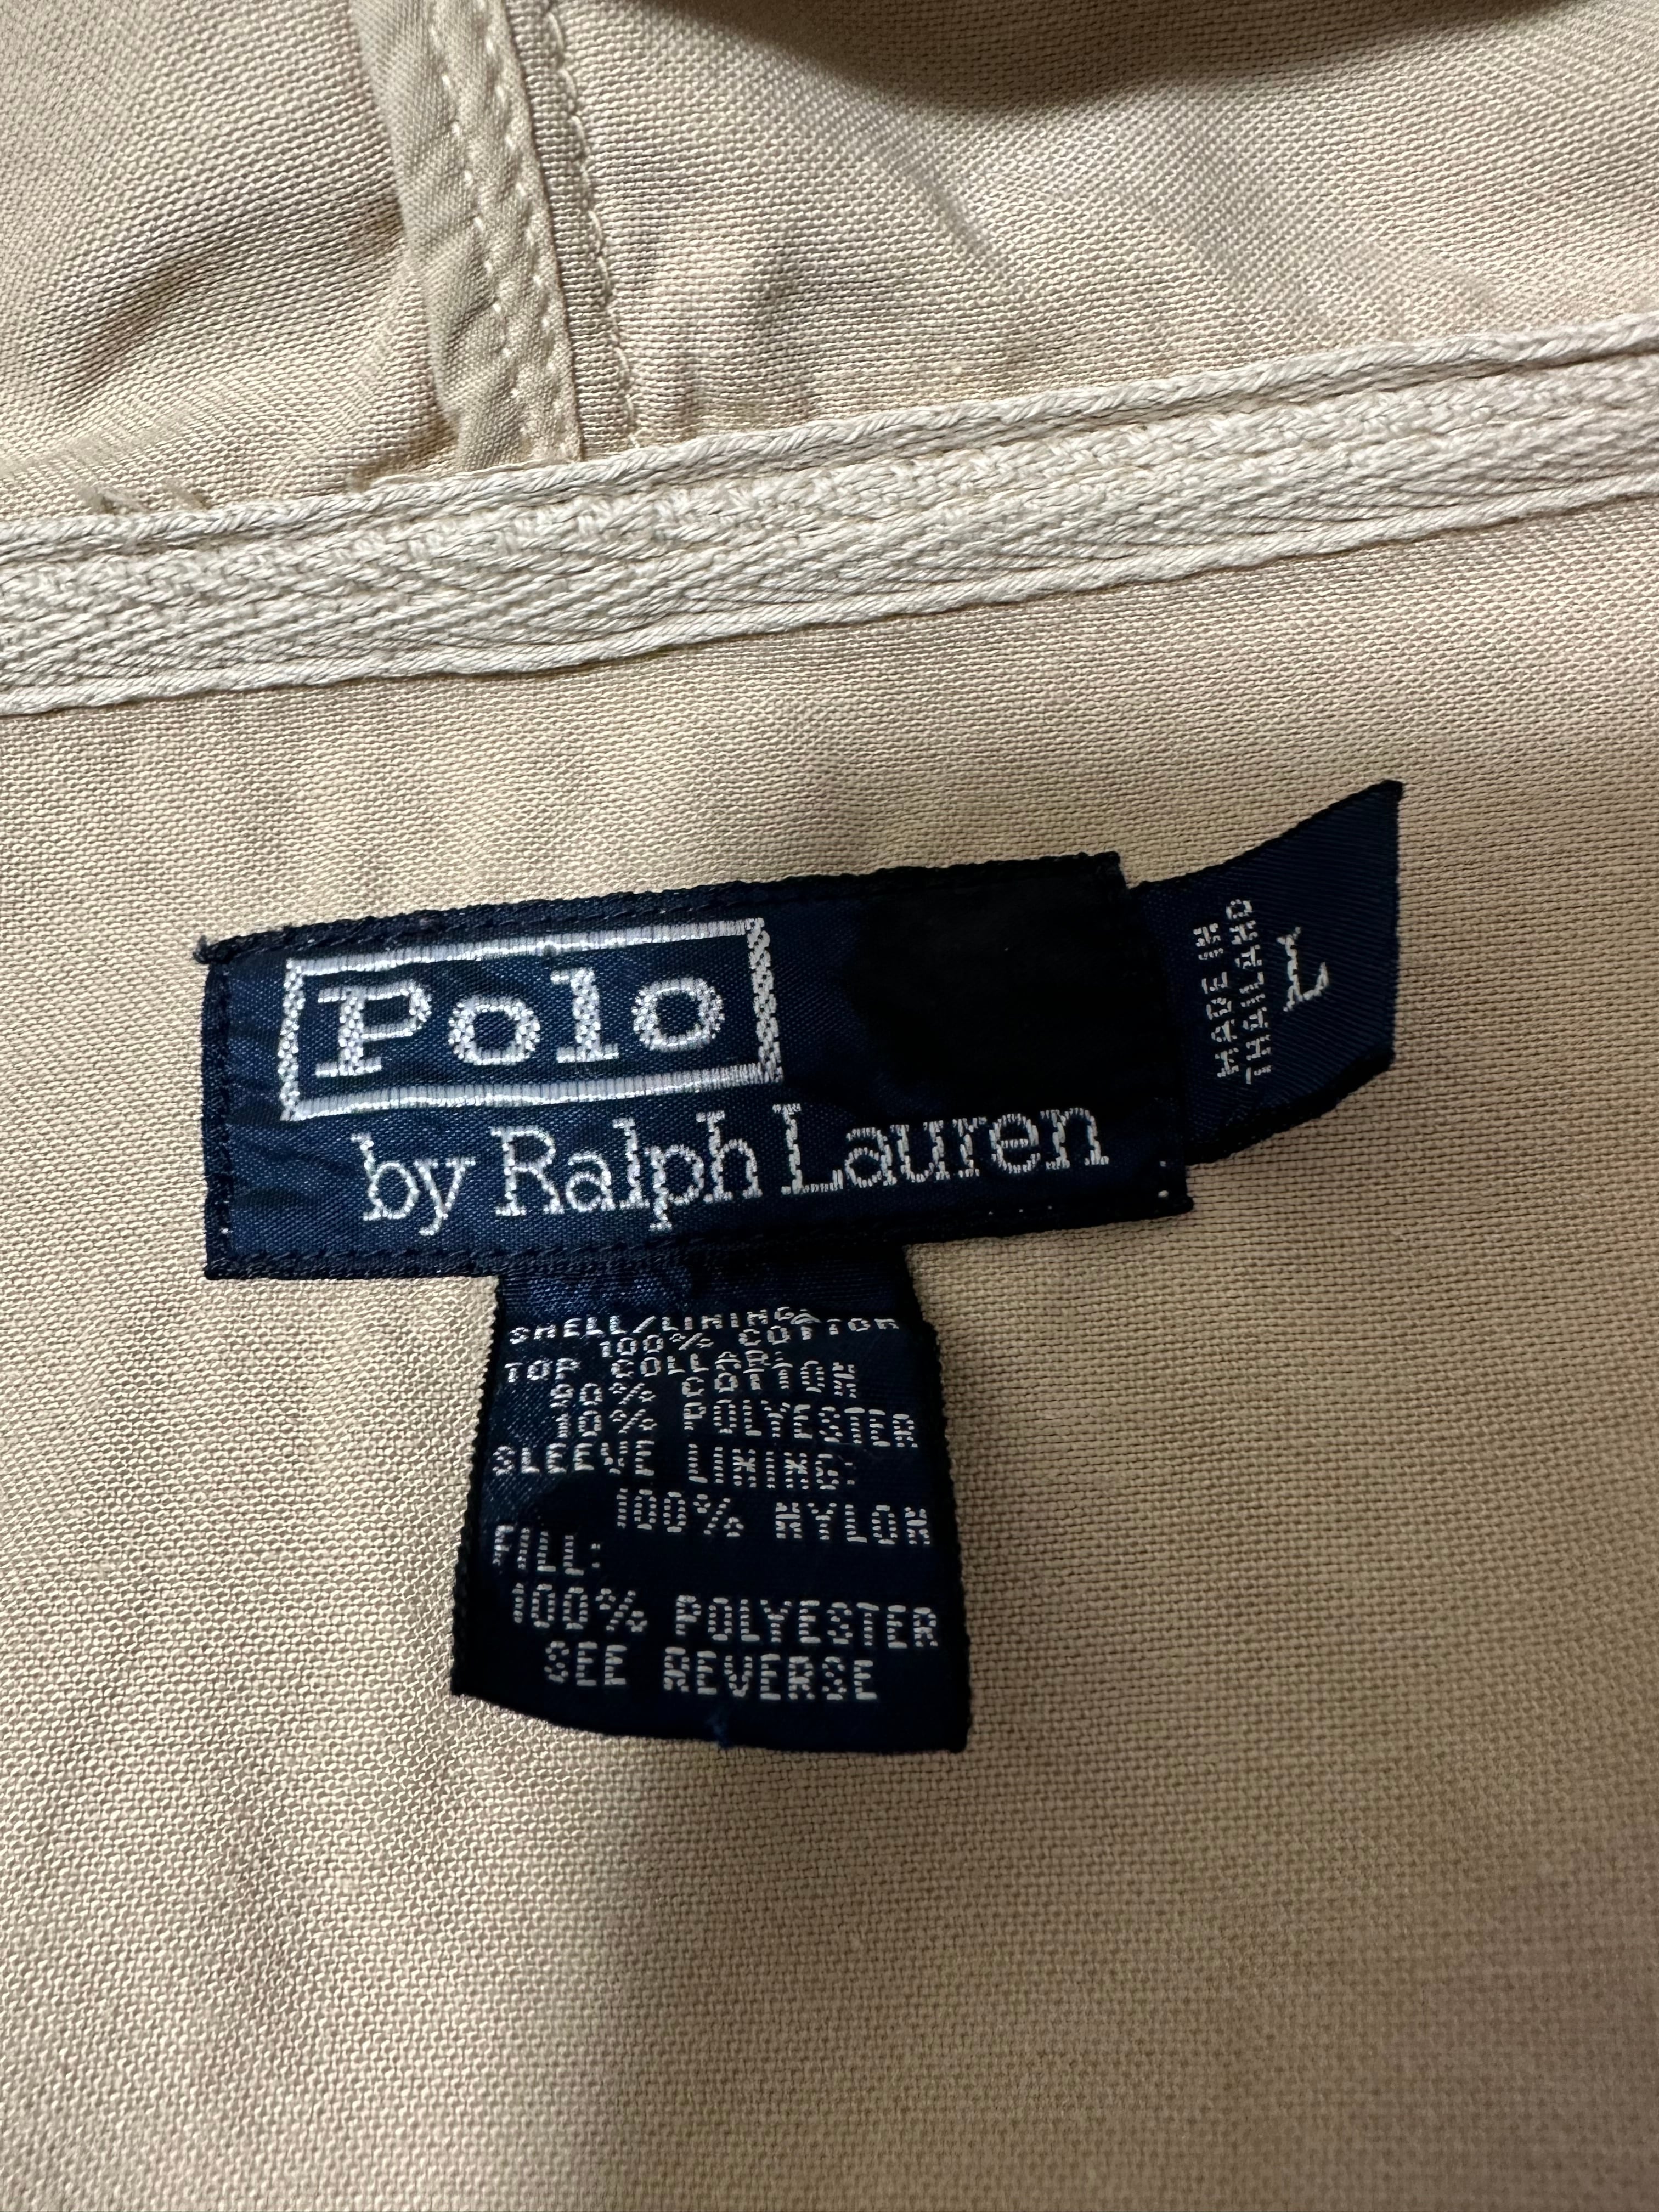 Polo
by Ralph Lauren
MADE IN
THAILAND
L
SHELL/LINING:
100% COTTON
TOP COLLAR:
90% COTTON
10% POLYESTER
SLEEVE LINING:
100% NYLON
FILL:
100% POLYESTER
SEE REVERSE